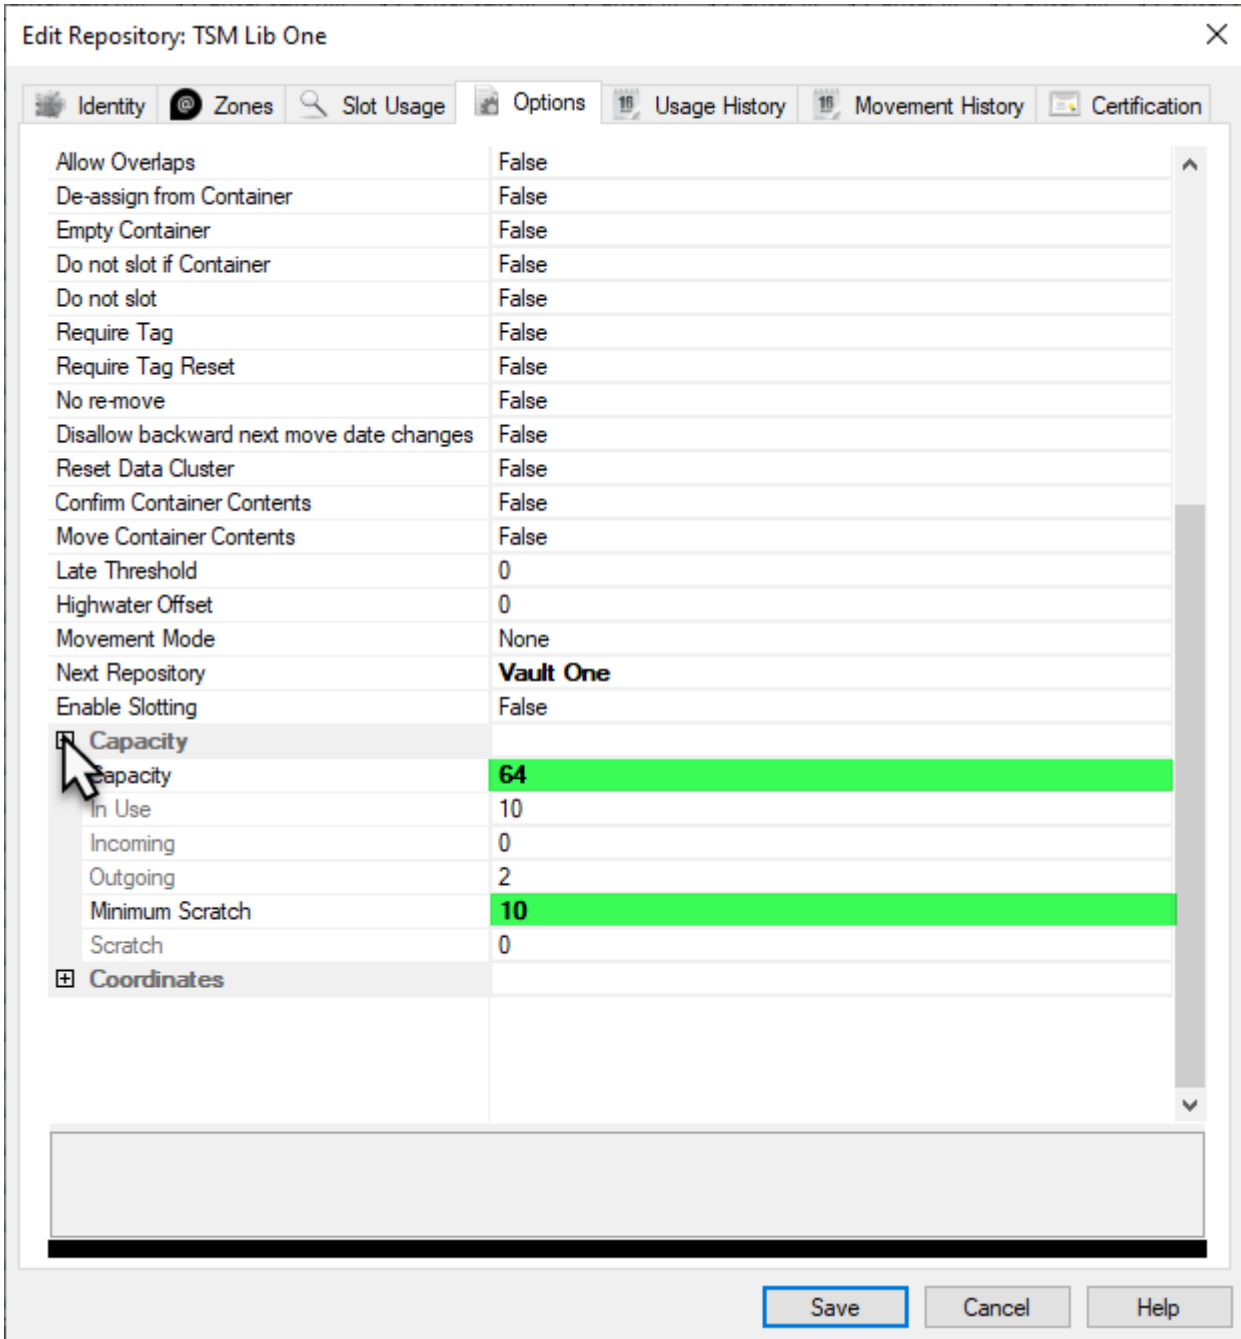 Edit Repository: TSM Lib One
Identity Zones Slot Usage Options Usage History Movement History Certification
Allow Overlaps False
De-assign from Container False
Empty Container False
Do not slot if Container False
Do not slot False
Require Tag False
Require Tag Reset False
No re-move False
Disallow backward next move date changes False
Reset Data Cluster False
Confirm Container Contents False
Move Container Contents False
Late Threshold 0
Highwater Offset 0
Movement Mode None
Next Repository Vault One
Enable Slotting False
Capacity
Capacity 64
In Use 10
Incoming 0
Outgoing 2
Minimum Scratch 10
Scratch 0
Coordinates
Save Cancel Help